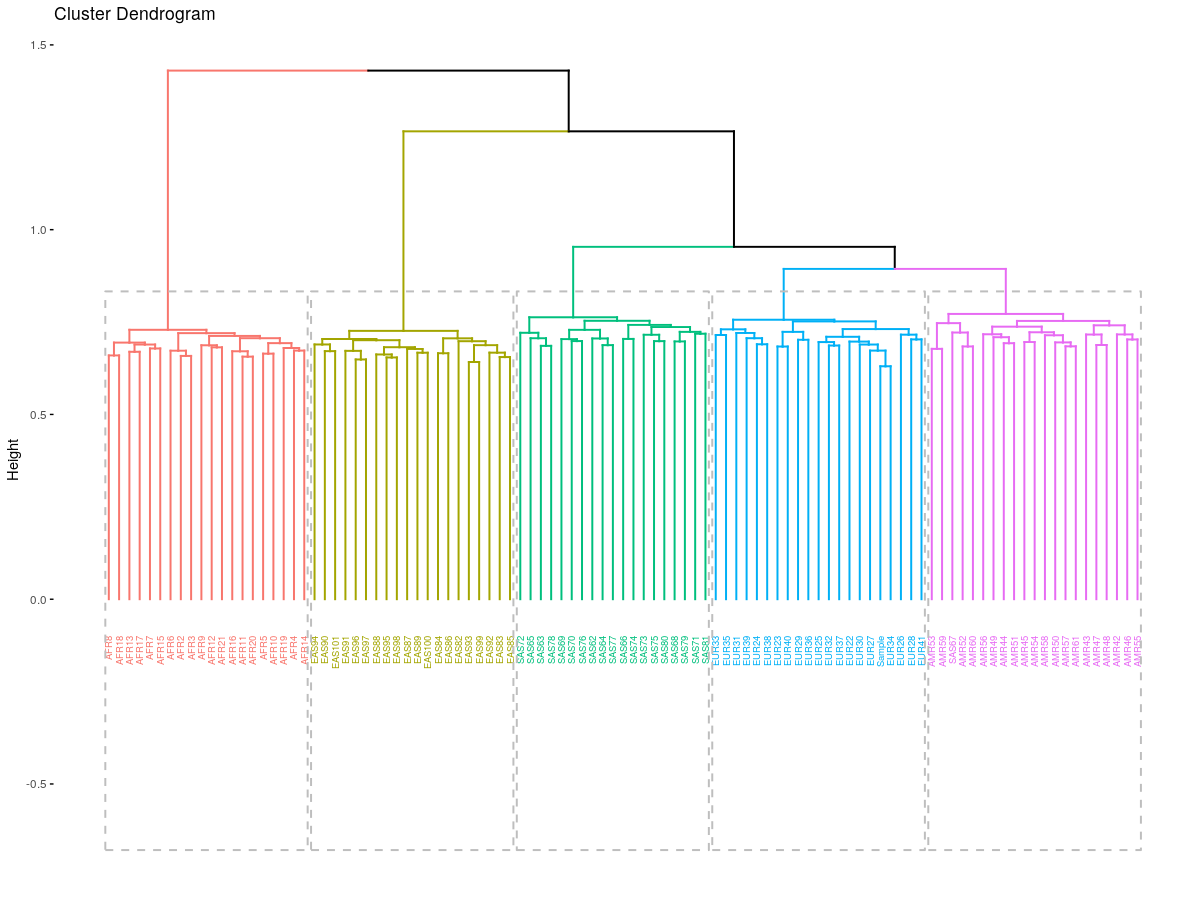 Cluster Dendrogram
1.5
1.0
0.5
0.0
-0.5
Height
AFR8
AFR18
AFR13
AFR17
AFR7
AFR15
AFR6
AFR2
AFR3
AFR9
AFR12
AFR21
AFR16
AFR11
AFR20
AFR5
AFR10
AFR19
AFR4
AFR14
EAS94
EAS90
EAS101
EAS91
EAS96
EAS97
EAS88
EAS95
EAS98
EAS87
EAS89
EAS100
EAS84
EAS86
EAS82
EAS93
EAS99
EAS92
EAS83
EAS85
SAS72
SAS65
SAS63
SAS78
SAS69
SAS70
SAS76
SAS62
SAS64
SAS77
SAS66
SAS74
SAS73
SAS75
SAS80
SAS68
SAS79
SAS71
SAS81
EUR33
EUR35
EUR31
EUR39
EUR24
EUR38
EUR23
EUR40
EUR29
EUR36
EUR25
EUR32
EUR37
EUR22
EUR30
EUR27
Sample
EUR34
EUR26
EUR28
EUR41
AMR53
AMR59
SAS67
AMR52
AMR60
AMR56
AMR49
AMR44
AMR51
AMR45
AMR54
AMR58
AMR50
AMR57
AMR61
AMR43
AMR47
AMR48
AMR42
AMR46
AMR55